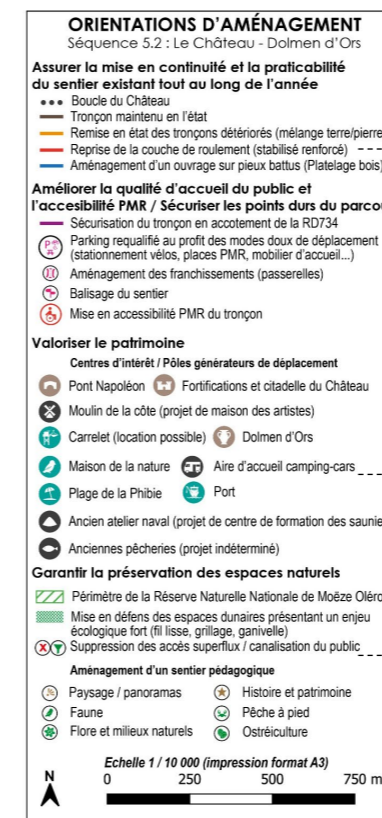 ORIENTATIONS D'AMÉNAGEMENT
Séquence 5.2 : Le Château - Dolmen d'Ors
Assurer la mise en continuité et la praticabilité
du sentier existant tout au long de l'année
Boucle du Château
Tronçon maintenu en l'état
Remise en état des tronçons détériorés (mélange terre/pierre
Reprise de la couche de roulement (stabilisé renforcé)
Aménagement d'un ouvrage sur pieux battus (Platelage bois)
Améliorer la qualité d'accueil du public et
l'accesibilité PMR / Sécuriser les points durs du parcou
Sécurisation du tronçon en accotement de la RD734
Parking requalifié au profit des modes doux de déplacement
(stationnement vélos, places PMR, mobilier d'accueil...)
Aménagement des franchissements (passerelles)
Balisage du sentier
Mise en accessibilité PMR du tronçon
Valoriser le patrimoine
Centres d'intérêt / Pôles générateurs de déplacement
Pont Napoléon Fortifications et citadelle du Château
Moulin de la côte (projet de maison des artistes)
Carrelet (location possible) Dolmen d'Ors
Maison de la nature Aire d'accueil camping-cars
Plage de la Phibie Port
Ancien atelier naval (projet de centre de formation des saunie
Anciennes pêcheries (projet indéterminé)
Garantir la préservation des espaces naturels
Périmètre de la Réserve Naturelle Nationale de Moëze Oléro
Mise en défens des espaces dunaires présentant un enjeu
écologique fort (fil lisse, grillage, ganivelle)
Suppression des accès superflux / canalisation du public
Aménagement d'un sentier pédagogique
Paysage / panoramas Histoire et patrimoine
Faune Pêche à pied
Flore et milieux naturels Ostréiculture
Echelle 1 / 10 000 (impression format A3)
N 0 250 500 750 m